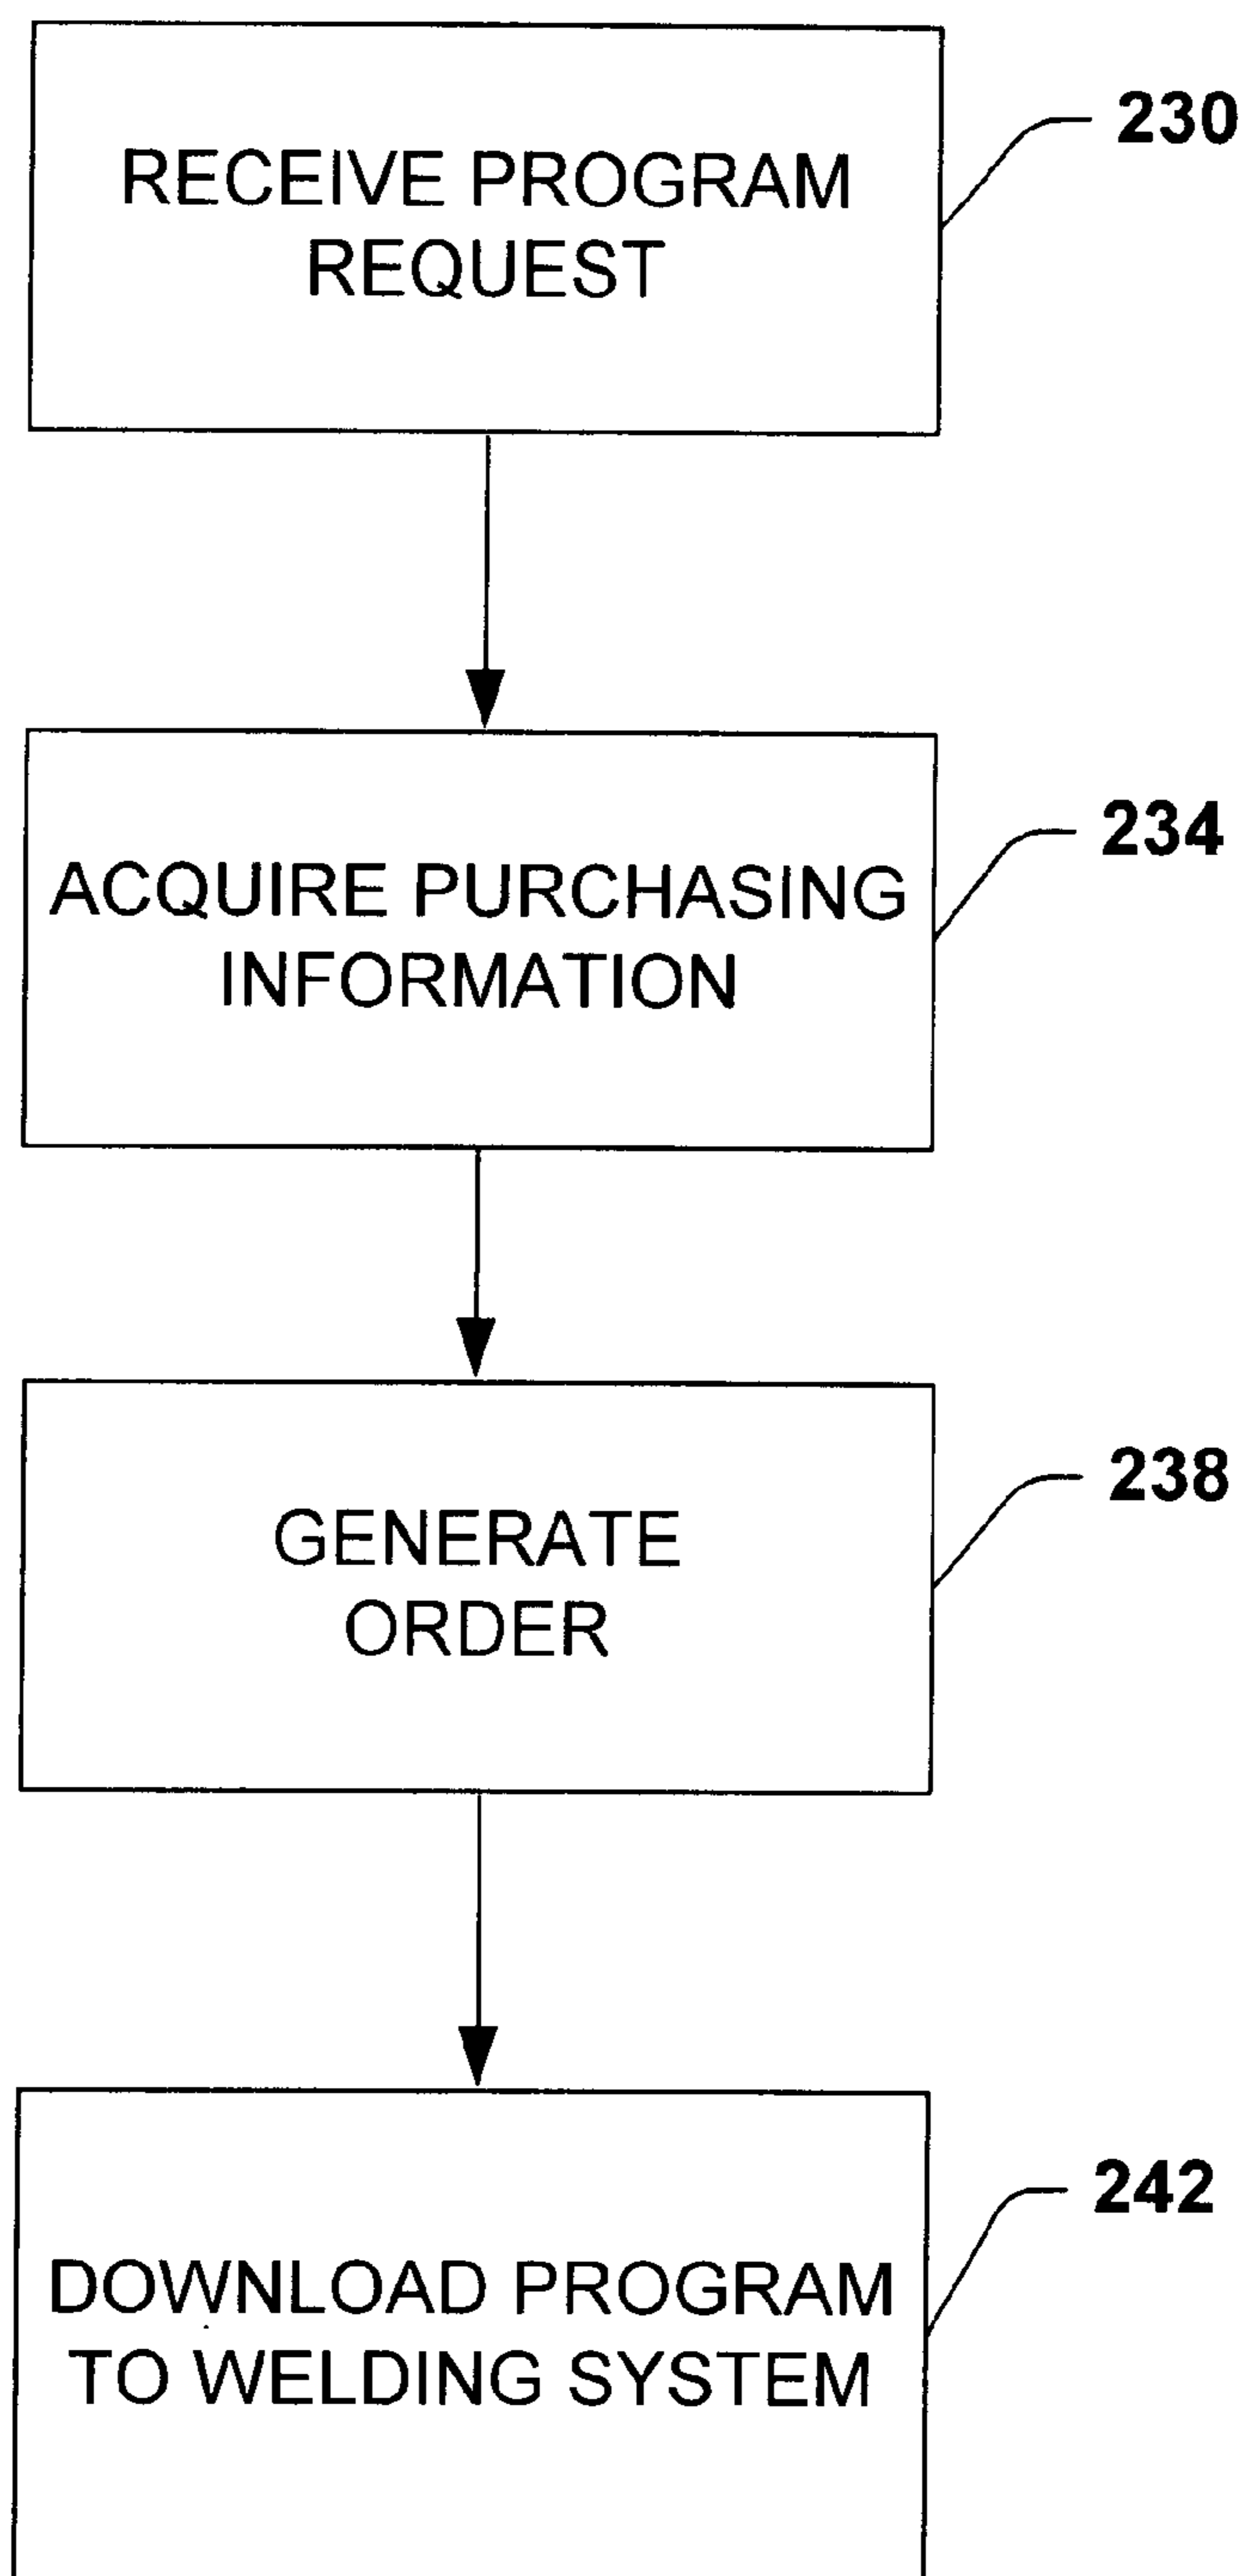 RECEIVE PROGRAM
REQUEST
230
ACQUIRE PURCHASING
INFORMATION
234
GENERATE
ORDER
238
DOWNLOAD PROGRAM
TO WELDING SYSTEM
242